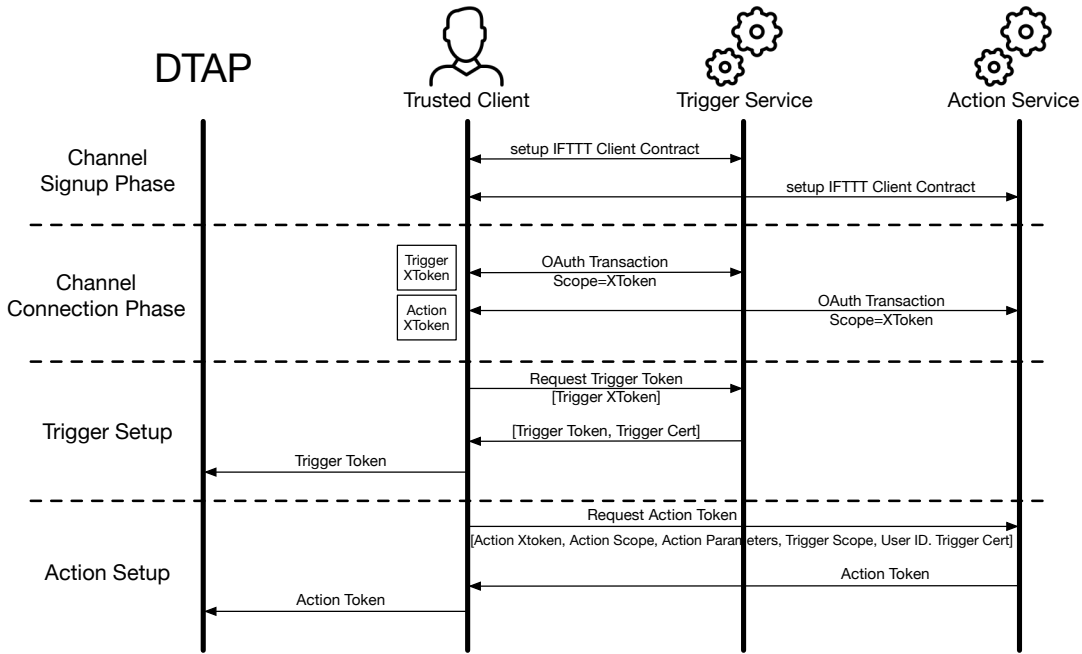 DTAP
Trusted Client
Trigger Service
Action Service
Channel
Signup Phase
setup IFTTT Client Contract
setup IFTTT Client Contract
Channel
Connection Phase
Trigger
XToken
OAuth Transaction
Scope=XToken
Action
XToken
OAuth Transaction
Scope=XToken
Trigger Setup
Request Trigger Token
[Trigger XToken]
[Trigger Token, Trigger Cert]
Trigger Token
Action Setup
Request Action Token
[Action Xtoken, Action Scope, Action Parameters, Trigger Scope, User ID. Trigger Cert]
Action Token
Action Token